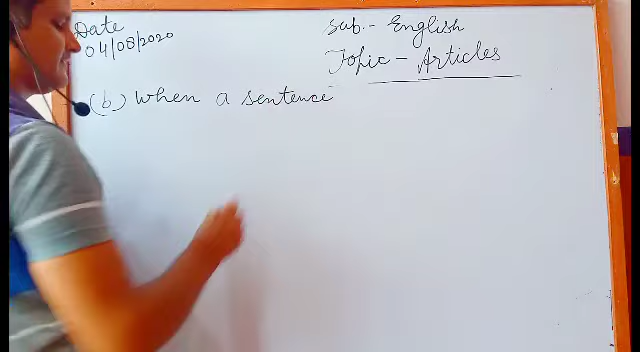 Date
04/08/2020
Sub. - English
Topic - Articles
(b) When a sentence